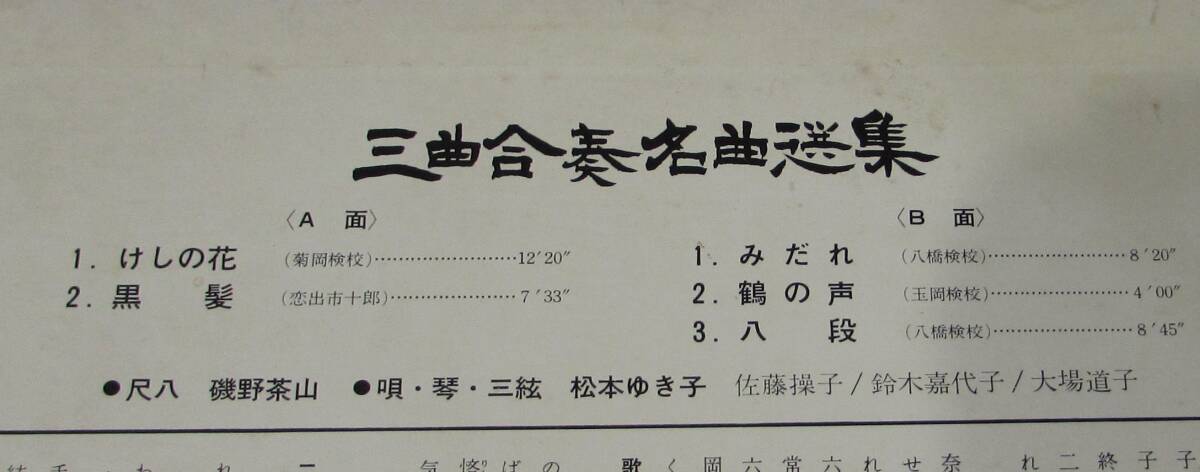 三曲合奏名曲選集
〈A 面〉
1. けしの花 (菊岡検校)……………………12′20″
2. 黒 髪 (恋出市十郎)…………………7′33″
〈B 面〉
1. みだれ (八橋検校)……………………8′20″
2. 鶴の声 (玉岡検校)……………………4′00″
3. 八 段 (八橋検校)……………………8′45″
●尺八 磯野茶山 ●唄・琴・三絃 松本ゆき子 佐藤操子/鈴木嘉代子/大場道子